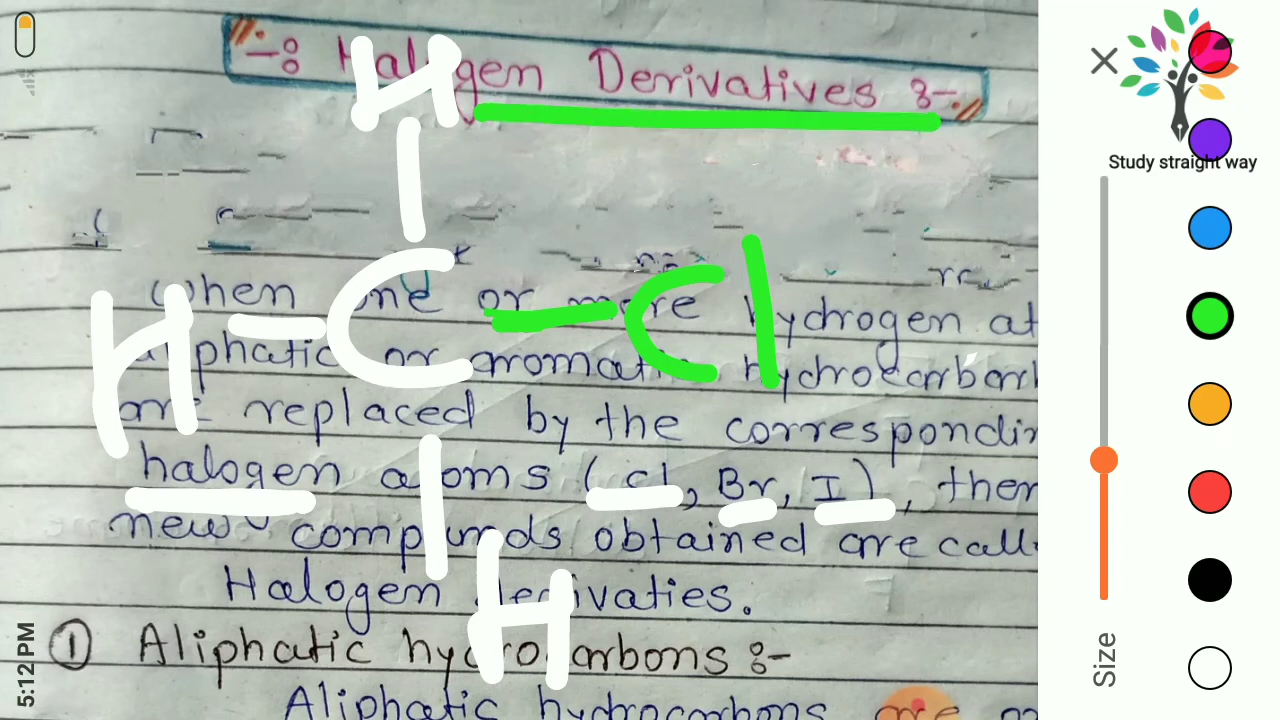 -: Halogen Derivatives :-
Study straight way
H
H - C - Cl
H
When one or more hydrogen at
aliphatic or aromatic hydrocarbon
are replaced by the
halogen atoms (Cl, Br, I), then
new compounds obtained are
Halogen derivaties.
① Aliphatic hydrocarbons :-
Aliphatic hydrocarbons are
Size
5:12 PM